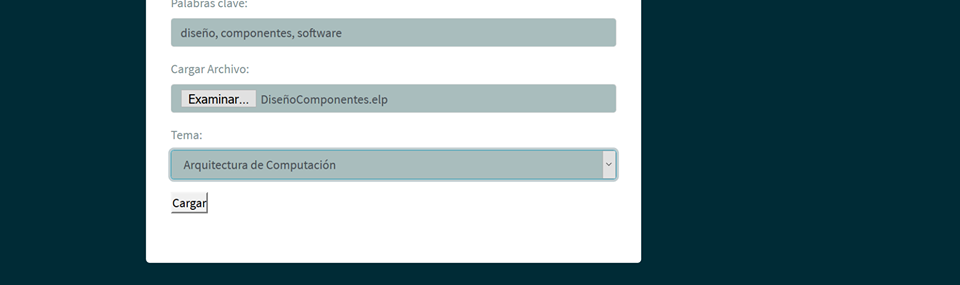 Palabras clave:
diseño, componentes, software
Cargar Archivo:
Examinar... DiseñoComponentes.elp
Tema:
Arquitectura de Computación
Cargar